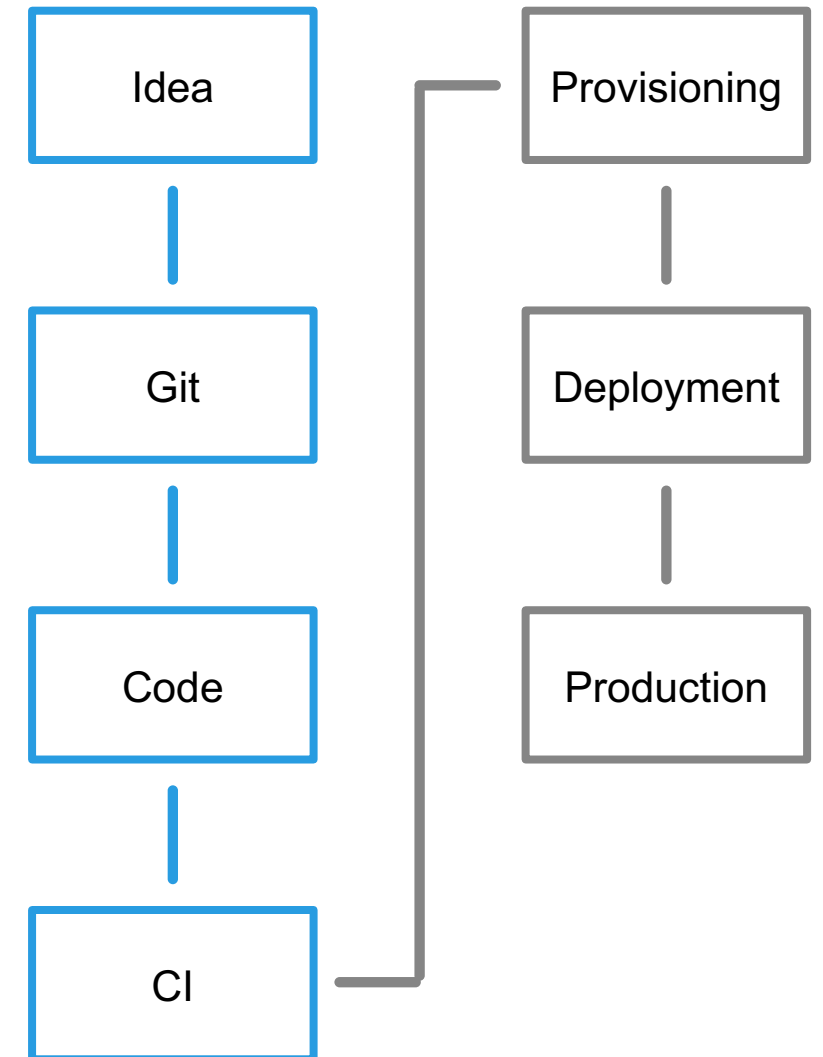 Idea
Git
Code
CI
Provisioning
Deployment
Production